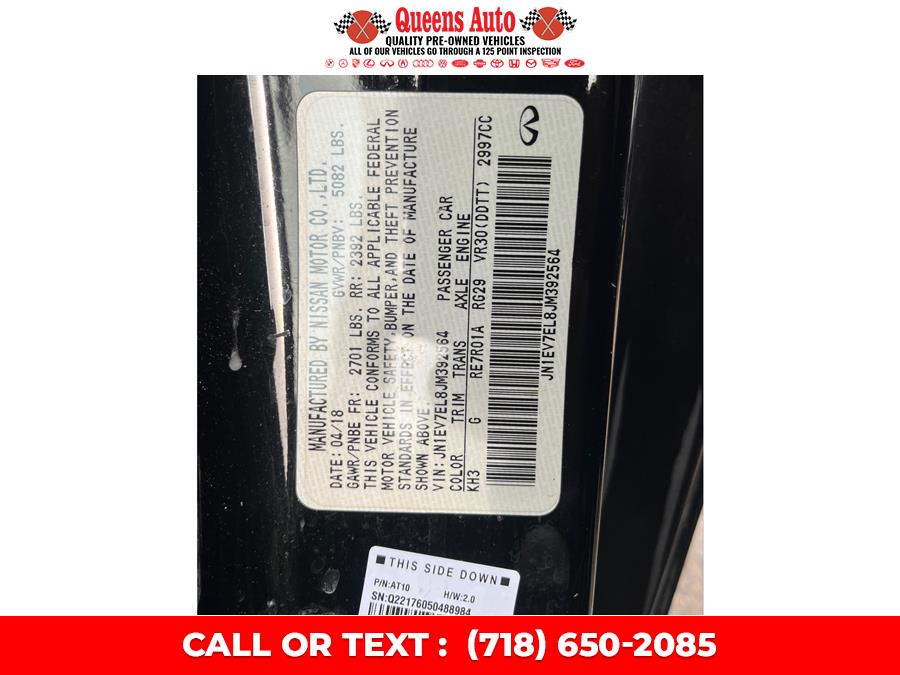 Queens Auto
QUALITY PRE-OWNED VEHICLES
ALL OF OUR VEHICLES GO THROUGH A 125 POINT INSPECTION
MANUFACTURED BY NISSAN MOTOR CO.,LTD.
DATE: 04/18 GVWR/PNBV: 5082 LBS.
GAWR/PNBE FR: 2701 LBS. RR: 2392 LBS.
THIS VEHICLE CONFORMS TO ALL APPLICABLE FEDERAL
MOTOR VEHICLE SAFETY,BUMPER,AND THEFT PREVENTION
STANDARDS IN EFFECT ON THE DATE OF MANUFACTURE
SHOWN ABOVE.
VIN:JN1EV7EL8JM392564 PASSENGER CAR
COLOR TRIM TRANS AXLE ENGINE
KH3 G RE7R01A RG29 VR30(DDTT) 2997CC
JN1EV7EL8JM392564
THIS SIDE DOWN
P/N:AT10 H/W:2.0
SN:Q22176050488984
CALL OR TEXT : (718) 650-2085